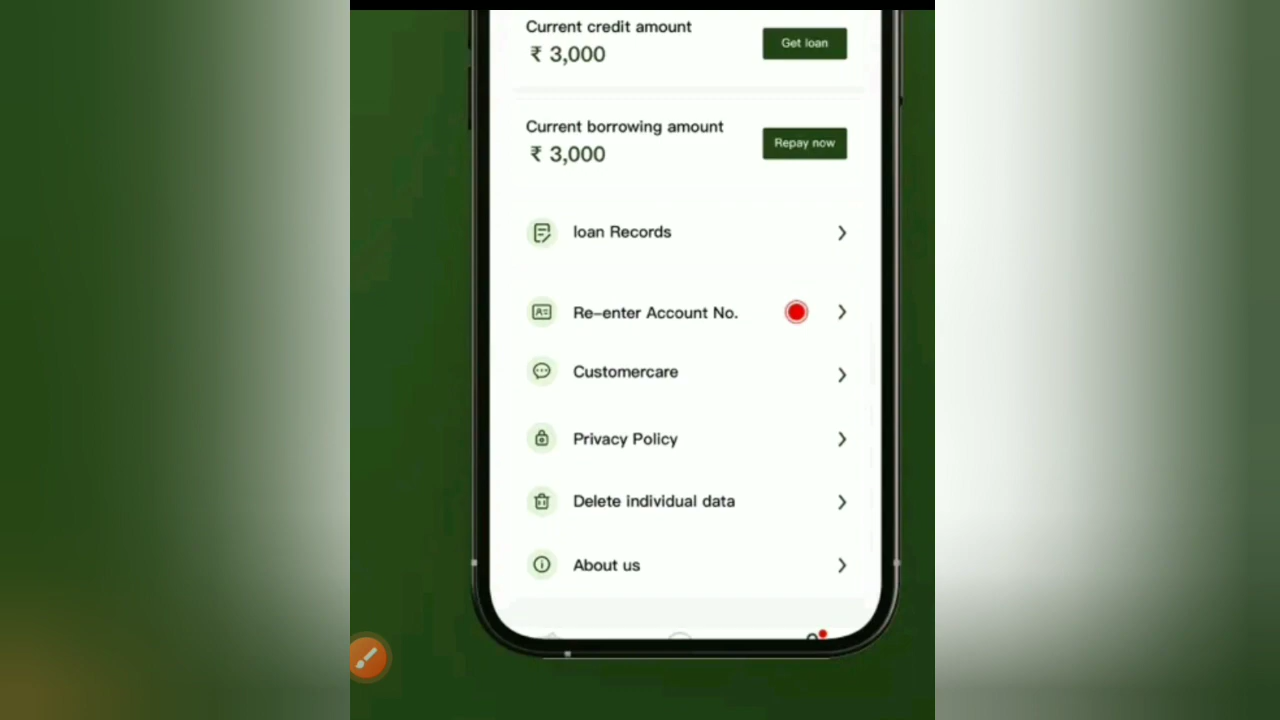 Current credit amount
₹ 3,000
Get loan
Current borrowing amount
₹ 3,000
Repay now
loan Records
Re-enter Account No.
Customercare
Privacy Policy
Delete individual data
About us